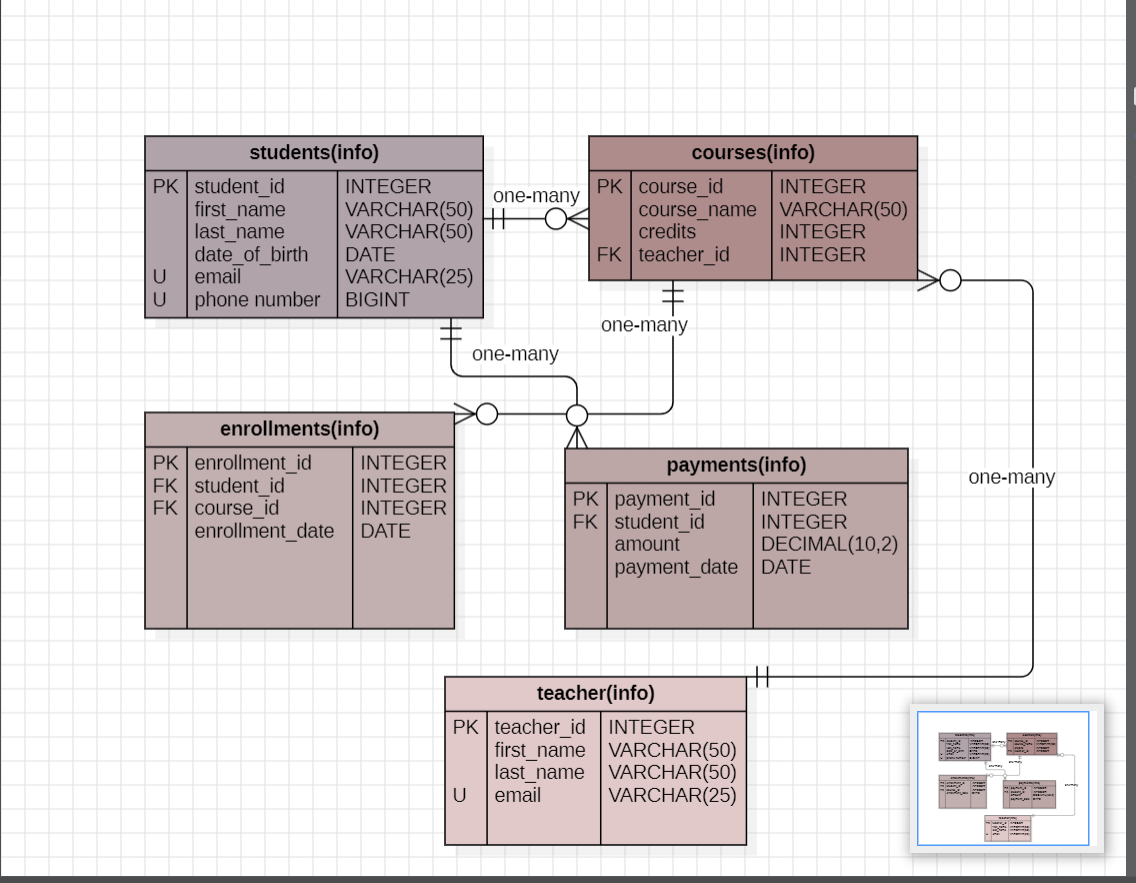 students(info)
PK student_id INTEGER
first_name VARCHAR(50)
last_name VARCHAR(50)
date_of_birth DATE
U email VARCHAR(25)
U phone number BIGINT
one-many
courses(info)
PK course_id INTEGER
course_name VARCHAR(50)
credits INTEGER
FK teacher_id INTEGER
one-many
one-many
enrollments(info)
PK enrollment_id INTEGER
FK student_id INTEGER
FK course_id INTEGER
enrollment_date DATE
payments(info)
PK payment_id INTEGER
FK student_id INTEGER
amount DECIMAL(10,2)
payment_date DATE
one-many
teacher(info)
PK teacher_id INTEGER
first_name VARCHAR(50)
last_name VARCHAR(50)
U email VARCHAR(25)